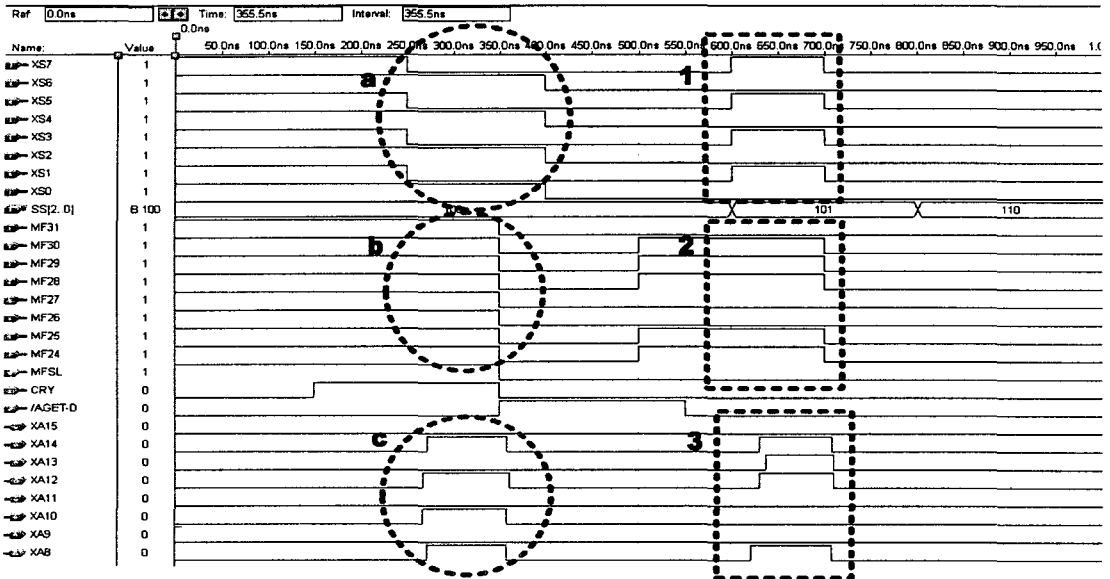 Ref: 0.0ns Time: 355.5ns Interval: 355.5ns
0.0ns
Name: Value 50.0ns 100.0ns 150.0ns 200.0ns 250.0ns 300.0ns 350.0ns 400.0ns 450.0ns 500.0ns 550.0ns 600.0ns 650.0ns 700.0ns 750.0ns 800.0ns 850.0ns 900.0ns 950.0ns 1.0
XS7 1
a 1
XS6 1
XS5 1
XS4 1
XS3 1
XS2 1
XS1 1
XS0 1
SS[2..0] B 100 101 110
MF31 1
MF30 1
b 2
MF29 1
MF28 1
MF27 1
MF26 1
MF25 1
MF24 1
MFSL 1
CRY 0
/AGET-D 0
XA15 0
c 3
XA14 0
XA13 0
XA12 0
XA11 0
XA10 0
XA9 0
XA8 0